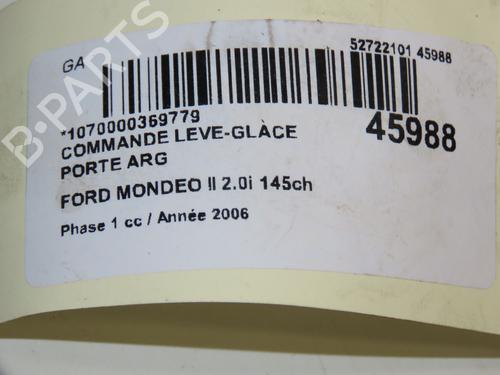 GA
52722101 45988
*1070000369779
45988
COMMANDE LEVE-GLACE
PORTE ARG
FORD MONDEO II 2.0i 145ch
Phase 1 cc / Année 2006
B-PARTS